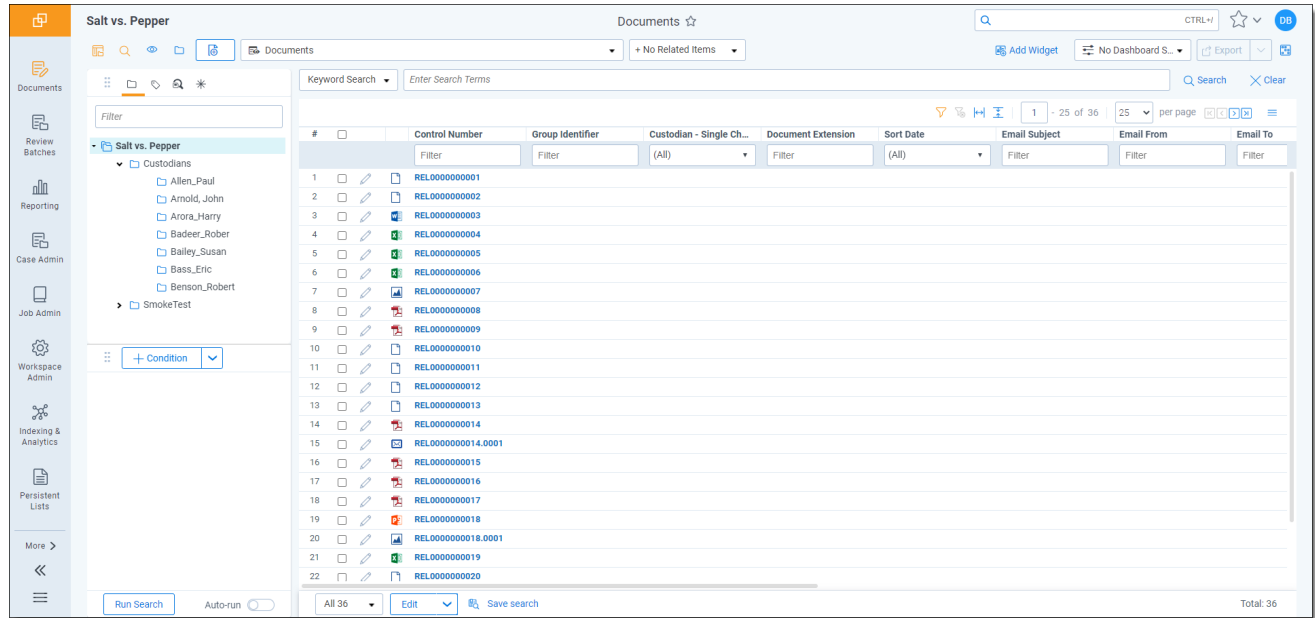 Salt vs. Pepper
Documents
CTRL+/
DB
Documents
+ No Related Items
Add Widget
No Dashboard S...
Export
Documents
Review
Batches
Reporting
Case Admin
Job Admin
Workspace
Admin
Indexing &
Analytics
Persistent
Lists
More
Filter
Salt vs. Pepper
Custodians
Allen_Paul
Arnold, John
Arora_Harry
Badeer_Rober
Bailey_Susan
Bass_Eric
Benson_Robert
SmokeTest
Condition
Run Search
Auto-run
Keyword Search
Enter Search Terms
Search
Clear
1 - 25 of 36 25 per page
# Control Number Group Identifier Custodian - Single Ch... Document Extension Sort Date Email Subject Email From Email To
Filter Filter (All) Filter (All) Filter Filter Filter
1 REL0000000001
2 REL0000000002
3 REL0000000003
4 REL0000000004
5 REL0000000005
6 REL0000000006
7 REL0000000007
8 REL0000000008
9 REL0000000009
10 REL0000000010
11 REL0000000011
12 REL0000000012
13 REL0000000013
14 REL0000000014
15 REL0000000014.0001
16 REL0000000015
17 REL0000000016
18 REL0000000017
19 REL0000000018
20 REL0000000018.0001
21 REL0000000019
22 REL0000000020
All 36
Edit
Save search
Total: 36